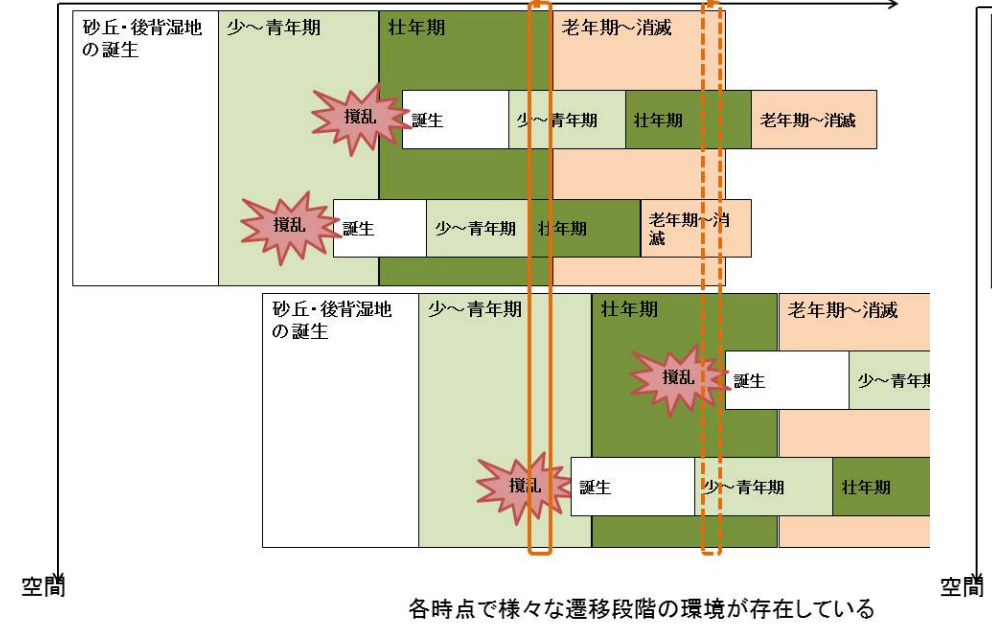 砂丘・後背湿地
の誕生
少～青年期
壮年期
老年期～消滅
撹乱
誕生
少～青年期
壮年期
老年期～消滅
撹乱
誕生
少～青年期
壮年期
老年期～消
滅
砂丘・後背湿地
の誕生
少～青年期
壮年期
老年期～消滅
撹乱
誕生
少～青年期
撹乱
誕生
少～青年期
壮年期
空間
空間
各時点で様々な遷移段階の環境が存在している